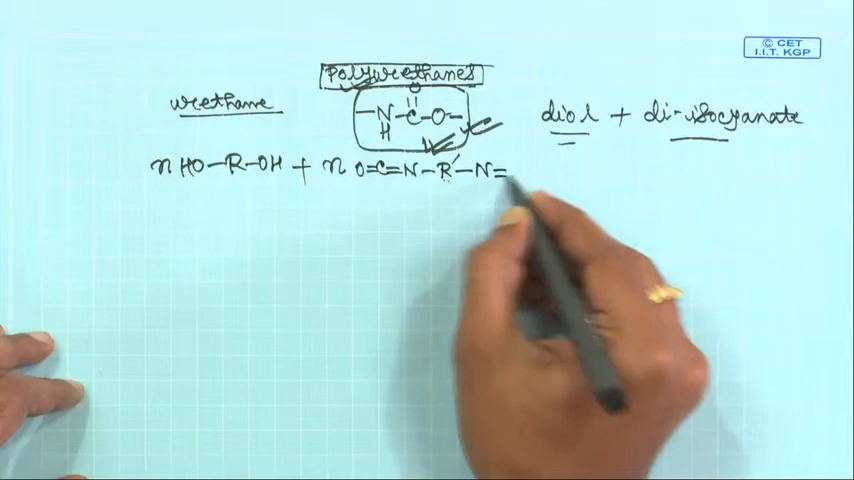 © CET
I.I.T. KGP
Polyurethanes
urethane
O
–N–C–O–
H
diol + di-isocyanate
n HO–R–OH + n O=C=N–R′–N=